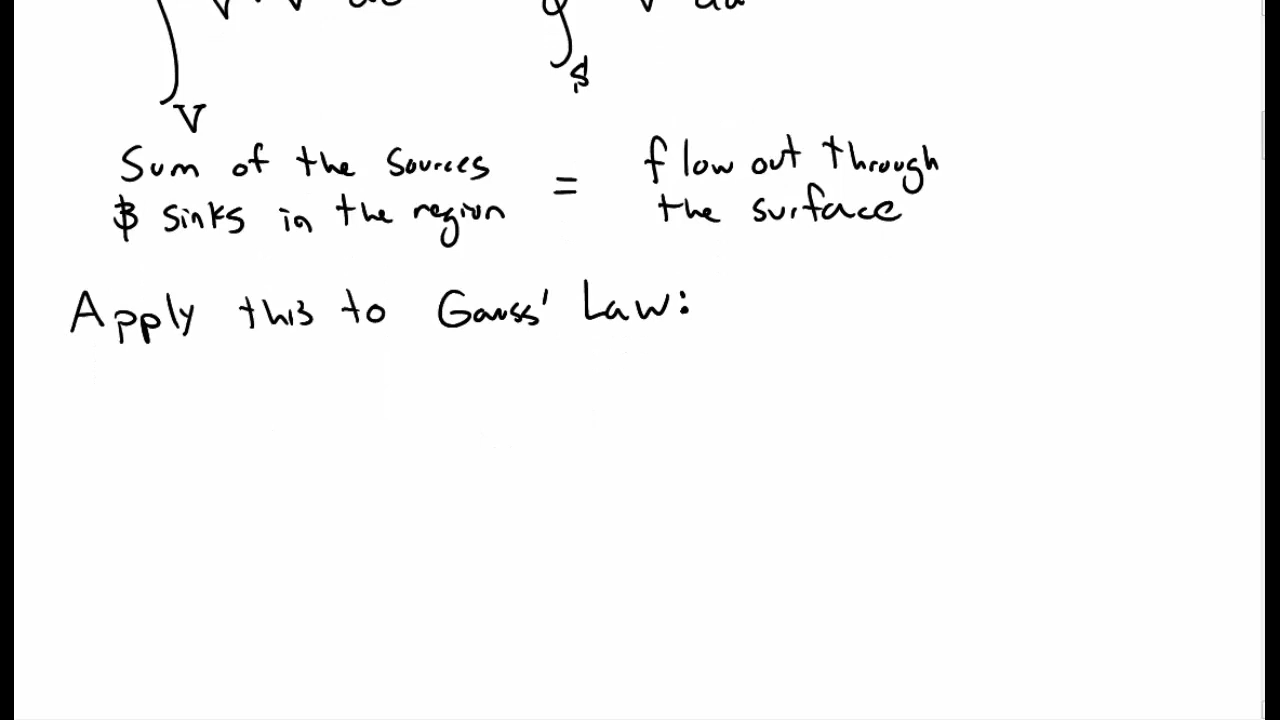 V S
Sum of the Sources = flow out through
& sinks in the region the surface
Apply this to Gauss' Law: